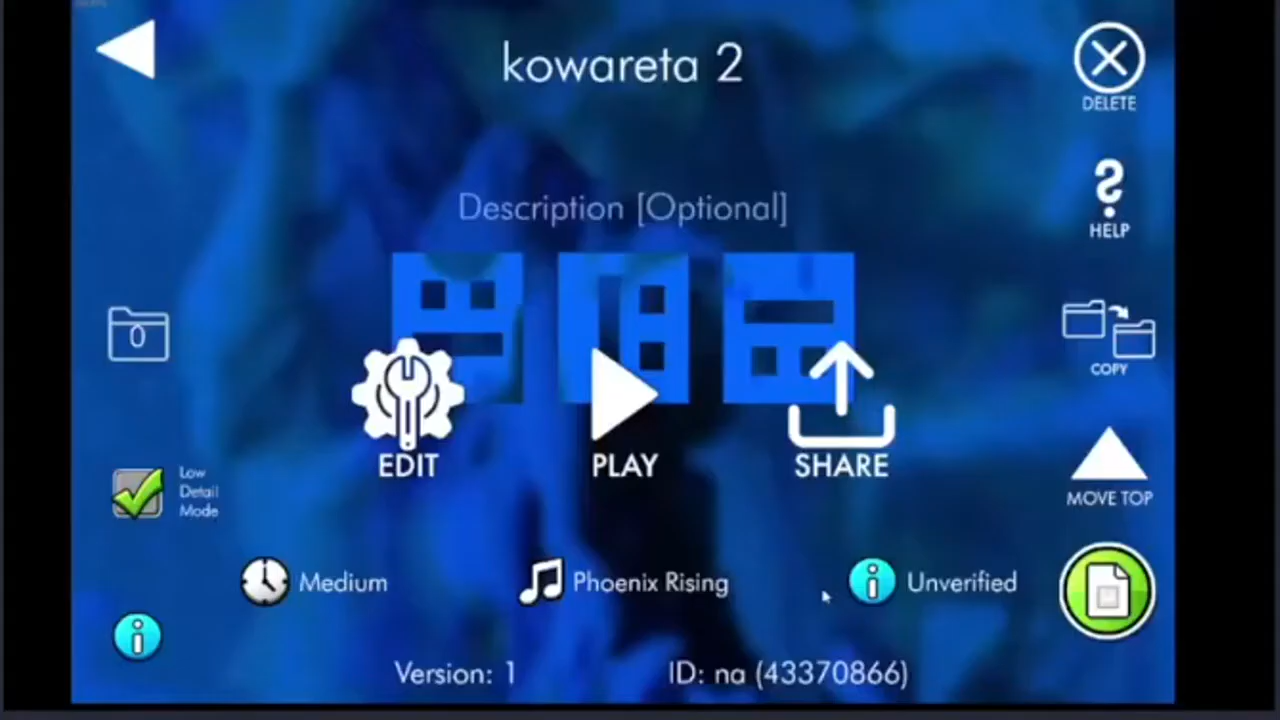 kowareta 2
DELETE
Description [Optional]
HELP
0
COPY
EDIT
PLAY
SHARE
Low
Detail
Mode
MOVE TOP
Medium
Phoenix Rising
Unverified
Version: 1
ID: na (43370866)